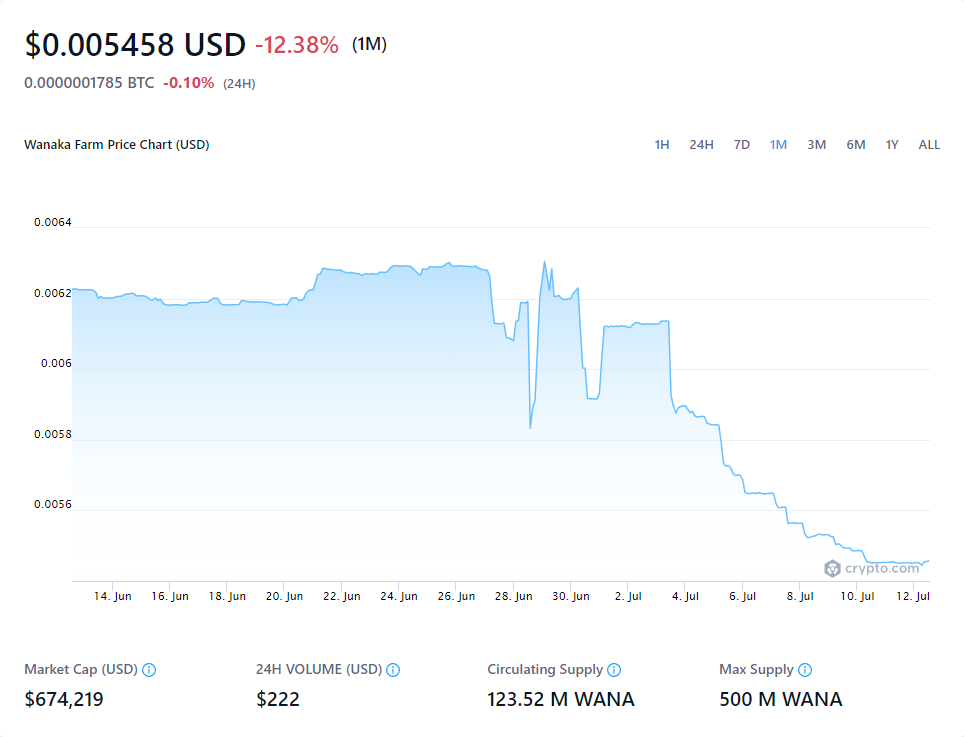 $0.005458 USD -12.38% (1M)
0.0000001785 BTC -0.10% (24H)
Wanaka Farm Price Chart (USD) 1H 24H 7D 1M 3M 6M 1Y ALL
0.0064
0.0062
0.006
0.0058
0.0056
crypto.com
14. Jun 16. Jun 18. Jun 20. Jun 22. Jun 24. Jun 26. Jun 28. Jun 30. Jun 2. Jul 4. Jul 6. Jul 8. Jul 10. Jul 12. Jul
Market Cap (USD) 24H VOLUME (USD) Circulating Supply Max Supply
$674,219 $222 123.52 M WANA 500 M WANA